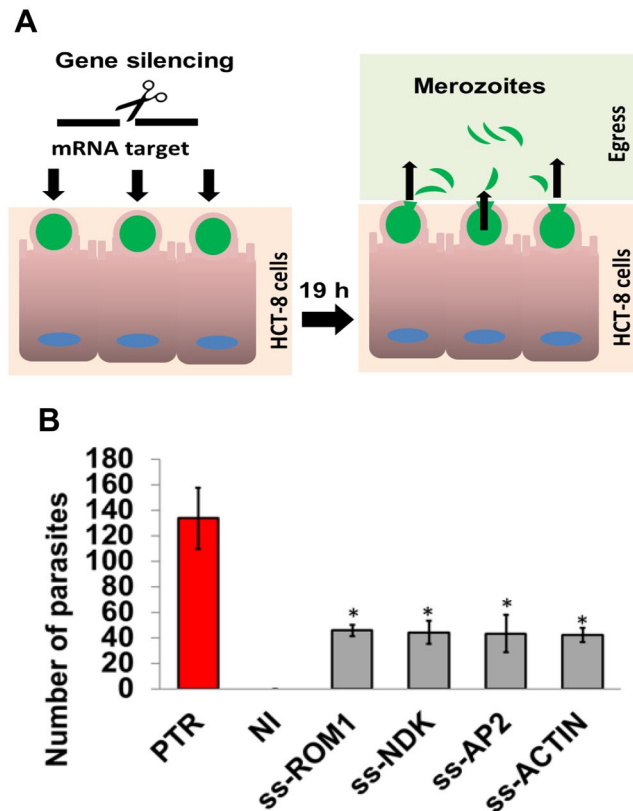 A
Gene silencing
mRNA target
HCT-8 cells
19 h
Merozoites
Egress
HCT-8 cells
B
Number of parasites
180
160
140
120
100
80
60
40
20
0
* * * *
PTR NI ss-ROM1 ss-NDK ss-AP2 ss-ACTIN